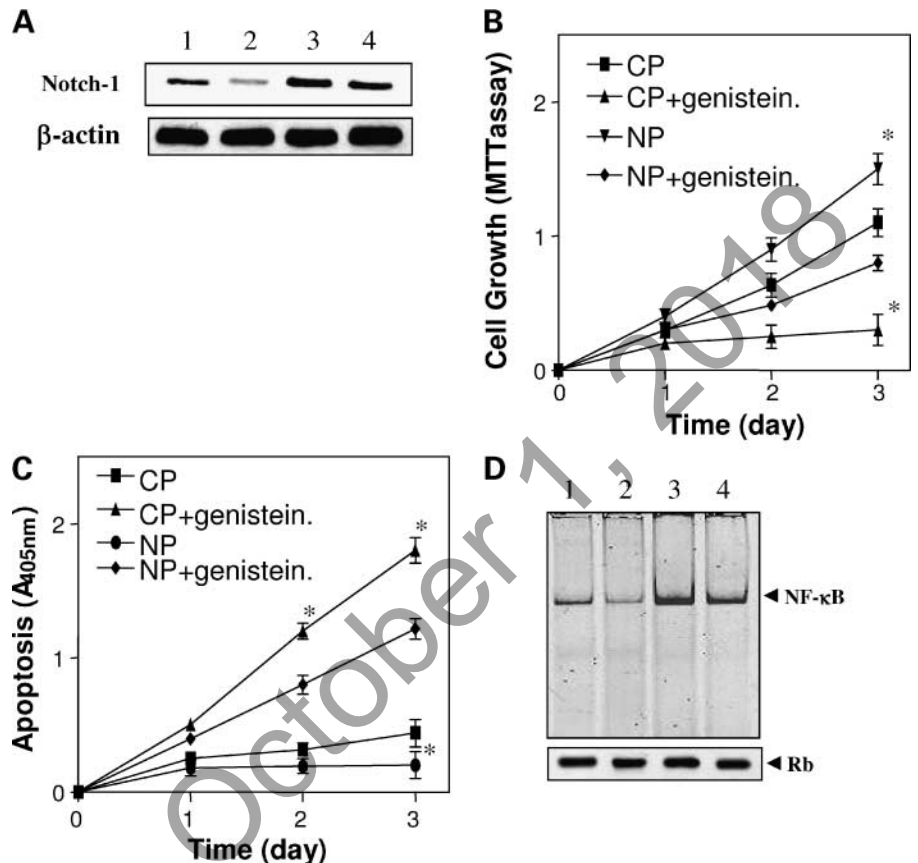 A
1 2 3 4
Notch-1
β-actin
B
CP
CP+genistein.
NP
NP+genistein.
Cell Growth (MTTassay)
2
1
0
0 1 2 3
Time (day)
*
*
C
CP
CP+genistein.
NP
NP+genistein.
Apoptosis (A405nm)
2
1
0
0 1 2 3
Time (day)
*
*
*
D
1 2 3 4
NF-κB
Rb
October 1, 2018